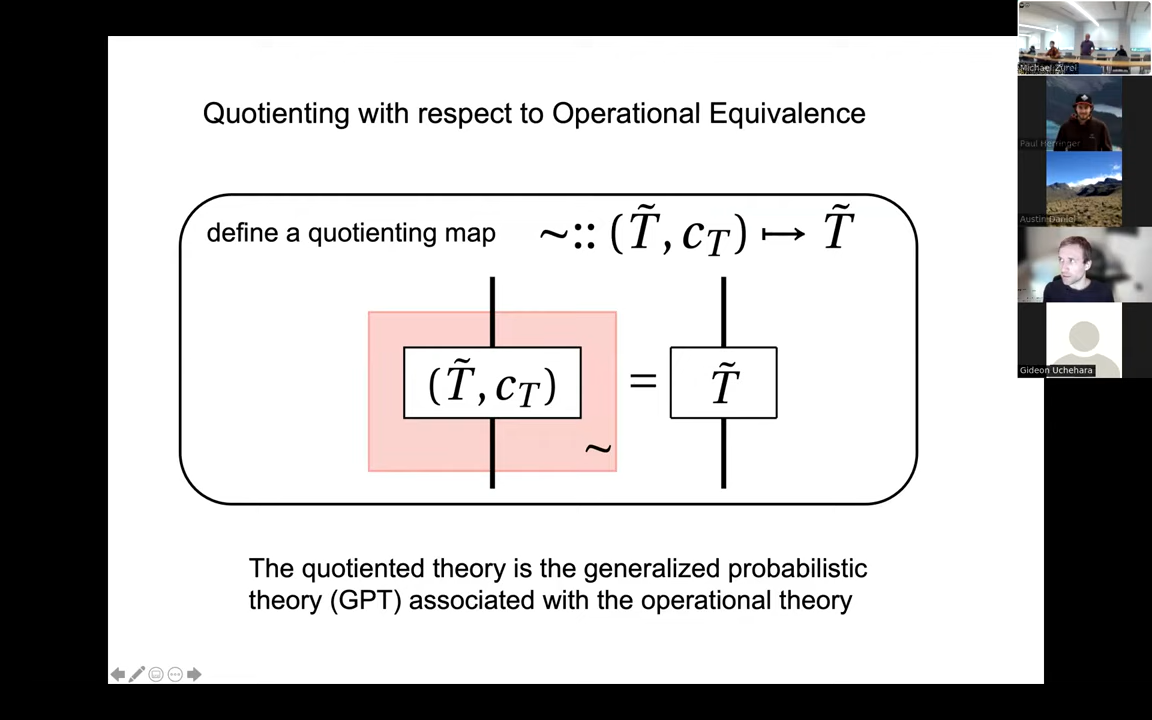 Quotienting with respect to Operational Equivalence
define a quotienting map ~:: (T̃, c_T) ↦ T̃
(T̃, c_T) = T̃
~
The quotiented theory is the generalized probabilistic
theory (GPT) associated with the operational theory
Michael Zurel
Paul Herringer
Austin Daniel
Gideon Uchehara